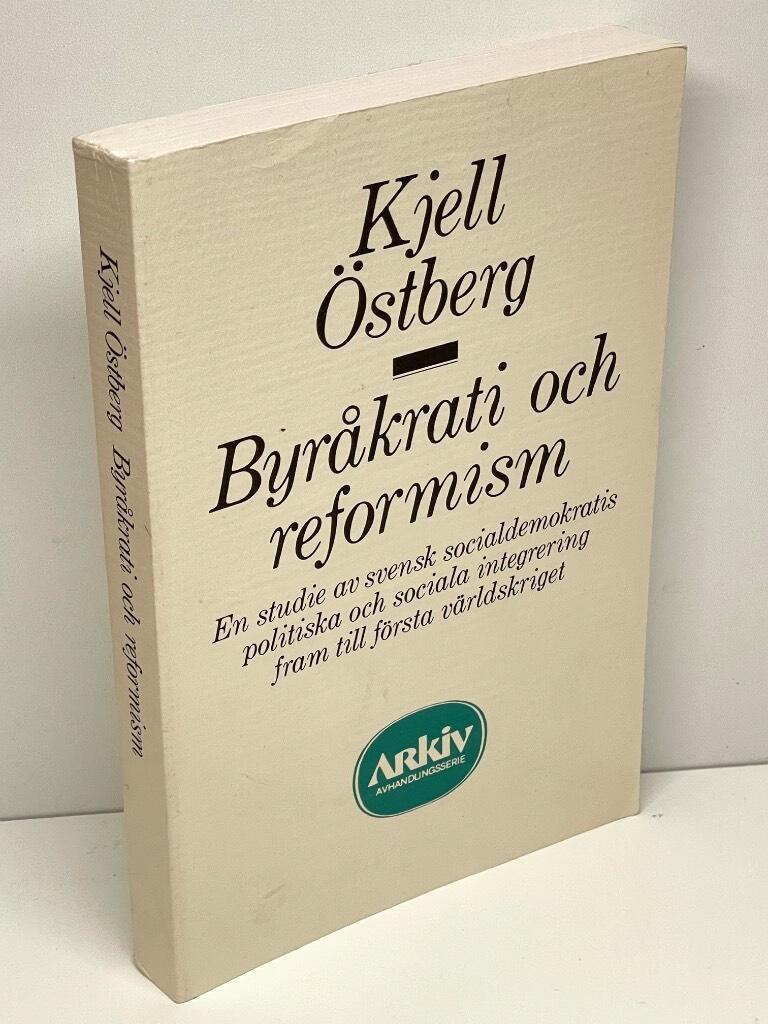 Kjell Östberg Byråkrati och reformism
Kjell
Östberg
Byråkrati och
reformism
En studie av svensk socialdemokratis
politiska och sociala integrering
fram till första världskriget
ARkiv
AVHANDLINGSSERIE